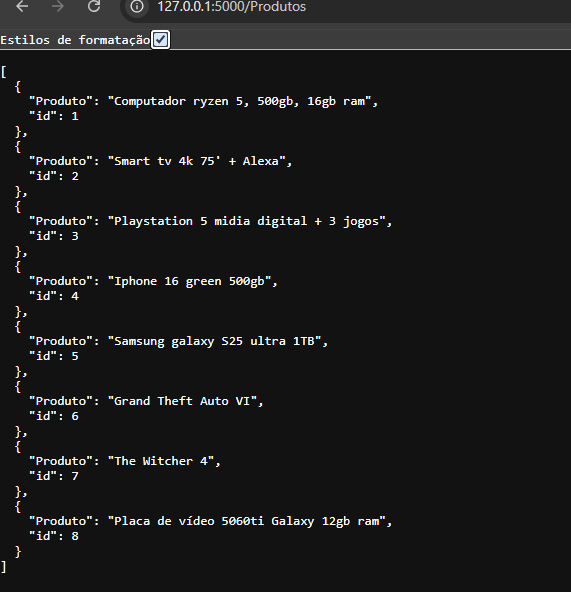 127.0.0.1:5000/Produtos
Estilos de formatação
[
  {
    "Produto": "Computador ryzen 5, 500gb, 16gb ram",
    "id": 1
  },
  {
    "Produto": "Smart tv 4k 75' + Alexa",
    "id": 2
  },
  {
    "Produto": "Playstation 5 midia digital + 3 jogos",
    "id": 3
  },
  {
    "Produto": "Iphone 16 green 500gb",
    "id": 4
  },
  {
    "Produto": "Samsung galaxy S25 ultra 1TB",
    "id": 5
  },
  {
    "Produto": "Grand Theft Auto VI",
    "id": 6
  },
  {
    "Produto": "The Witcher 4",
    "id": 7
  },
  {
    "Produto": "Placa de vídeo 5060ti Galaxy 12gb ram",
    "id": 8
  }
]